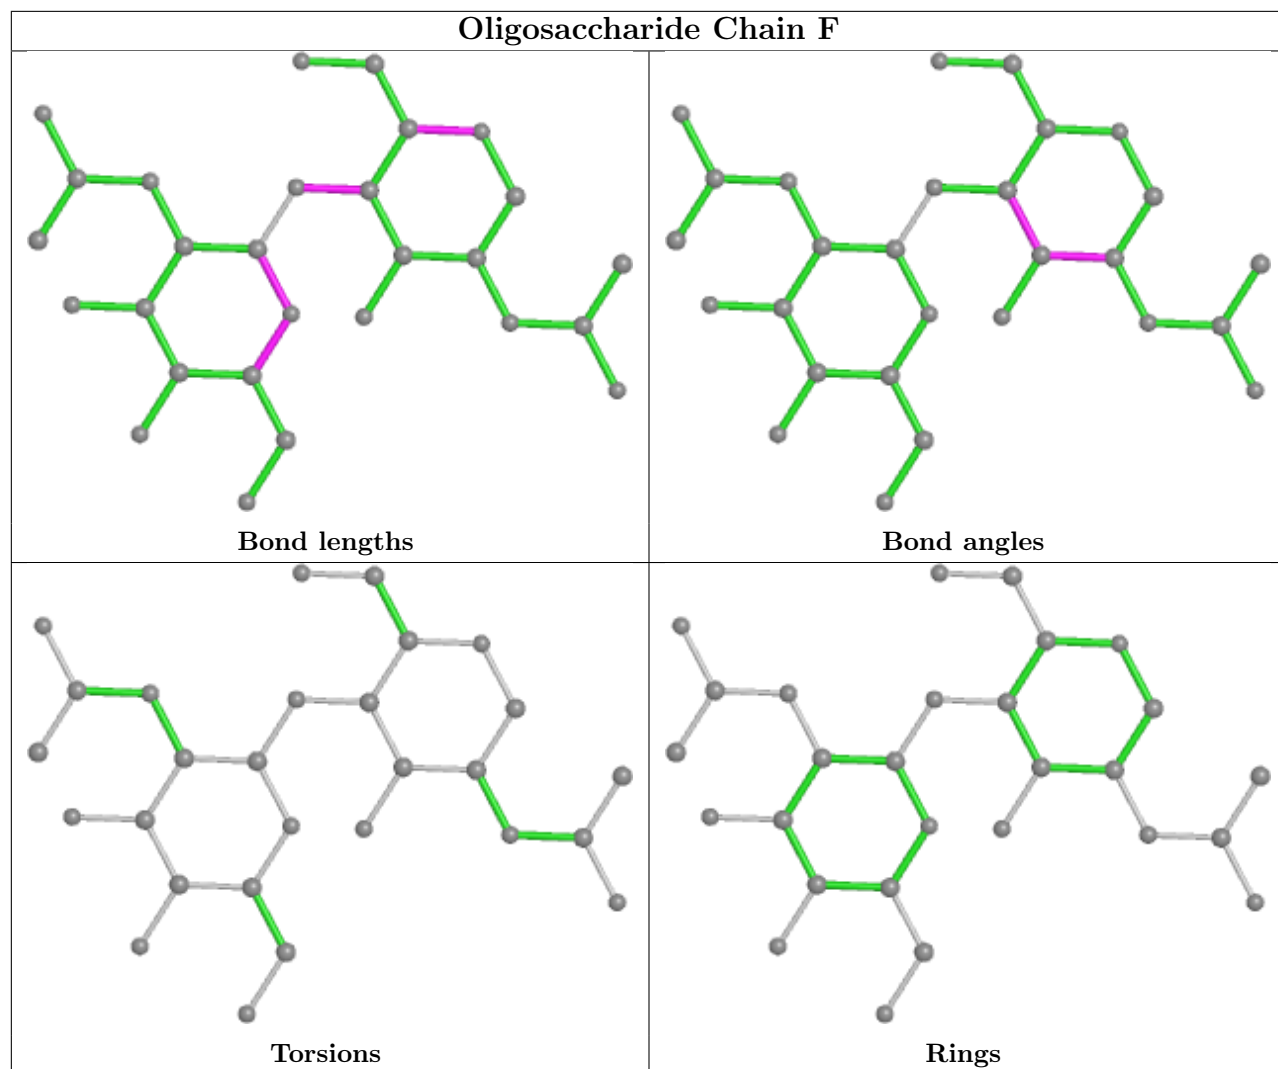 Oligosaccharide Chain F
Bond lengths
Bond angles
Torsions
Rings